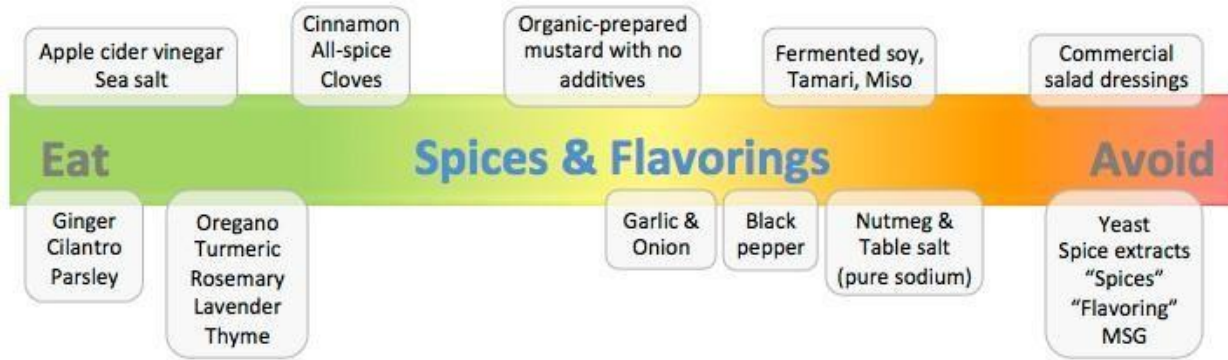 Apple cider vinegar
Sea salt
Cinnamon
All-spice
Cloves
Organic-prepared
mustard with no
additives
Fermented soy,
Tamari, Miso
Commercial
salad dressings
Eat
Spices & Flavorings
Avoid
Ginger
Cilantro
Parsley
Oregano
Turmeric
Rosemary
Lavender
Thyme
Garlic &
Onion
Black
pepper
Nutmeg &
Table salt
(pure sodium)
Yeast
Spice extracts
“Spices”
“Flavoring”
MSG